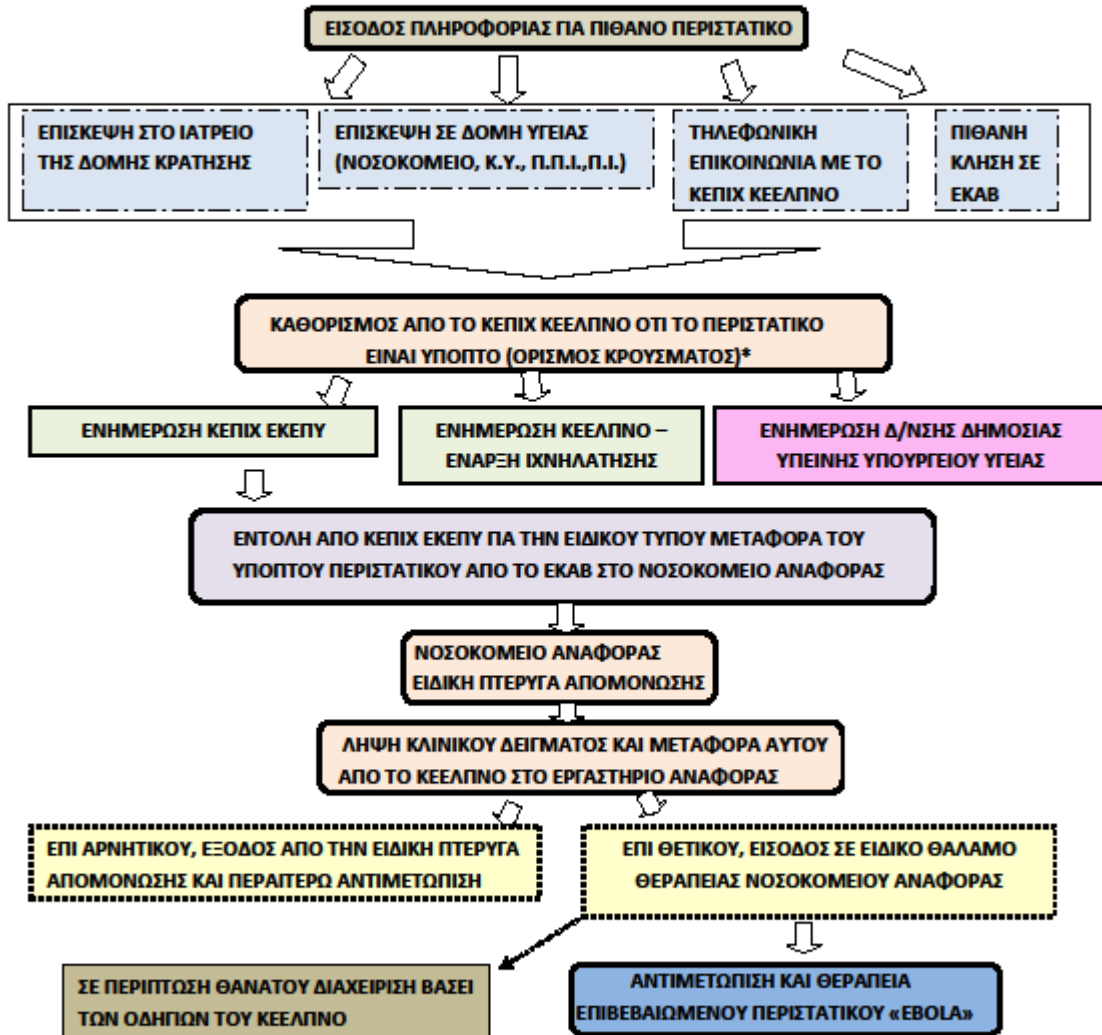 ΕΙΣΟΔΟΣ ΠΛΗΡΟΦΟΡΙΑΣ ΓΙΑ ΠΙΘΑΝΟ ΠΕΡΙΣΤΑΤΙΚΟ
ΕΠΙΣΚΕΨΗ ΣΤΟ ΙΑΤΡΕΙΟ
ΤΗΣ ΔΟΜΗΣ ΚΡΑΤΗΣΗΣ
ΕΠΙΣΚΕΨΗ ΣΕ ΔΟΜΗ ΥΓΕΙΑΣ
(ΝΟΣΟΚΟΜΕΙΟ, Κ.Υ., Π.Π.Ι.,Π.Ι.)
ΤΗΛΕΦΩΝΙΚΗ
ΕΠΙΚΟΙΝΩΝΙΑ ΜΕ ΤΟ
ΚΕΠΙΧ ΚΕΕΛΠΝΟ
ΠΙΘΑΝΗ
ΚΛΗΣΗ ΣΕ
ΕΚΑΒ
ΚΑΘΟΡΙΣΜΟΣ ΑΠΟ ΤΟ ΚΕΠΙΧ ΚΕΕΛΠΝΟ ΟΤΙ ΤΟ ΠΕΡΙΣΤΑΤΙΚΟ
ΕΙΝΑΙ ΥΠΟΠΤΟ (ΟΡΙΣΜΟΣ ΚΡΟΥΣΜΑΤΟΣ)*
ΕΝΗΜΕΡΩΣΗ ΚΕΠΙΧ ΕΚΕΠΥ
ΕΝΗΜΕΡΩΣΗ ΚΕΕΛΠΝΟ –
ΕΝΑΡΞΗ ΙΧΝΗΛΑΤΗΣΗΣ
ΕΝΗΜΕΡΩΣΗ Δ/ΝΣΗΣ ΔΗΜΟΣΙΑΣ
ΥΓΕΙΝΗΣ ΥΠΟΥΡΓΕΙΟΥ ΥΓΕΙΑΣ
ΕΝΤΟΛΗ ΑΠΟ ΚΕΠΙΧ ΕΚΕΠΥ ΓΙΑ ΤΗΝ ΕΙΔΙΚΟΥ ΤΥΠΟΥ ΜΕΤΑΦΟΡΑ ΤΟΥ
ΥΠΟΠΤΟΥ ΠΕΡΙΣΤΑΤΙΚΟΥ ΑΠΟ ΤΟ ΕΚΑΒ ΣΤΟ ΝΟΣΟΚΟΜΕΙΟ ΑΝΑΦΟΡΑΣ
ΝΟΣΟΚΟΜΕΙΟ ΑΝΑΦΟΡΑΣ
ΕΙΔΙΚΗ ΠΤΕΡΥΓΑ ΑΠΟΜΟΝΩΣΗΣ
ΛΗΨΗ ΚΛΙΝΙΚΟΥ ΔΕΙΓΜΑΤΟΣ ΚΑΙ ΜΕΤΑΦΟΡΑ ΑΥΤΟΥ
ΑΠΟ ΤΟ ΚΕΕΛΠΝΟ ΣΤΟ ΕΡΓΑΣΤΗΡΙΟ ΑΝΑΦΟΡΑΣ
ΕΠΙ ΑΡΝΗΤΙΚΟΥ, ΕΞΟΔΟΣ ΑΠΟ ΤΗΝ ΕΙΔΙΚΗ ΠΤΕΡΥΓΑ
ΑΠΟΜΟΝΩΣΗΣ ΚΑΙ ΠΕΡΑΙΤΕΡΩ ΑΝΤΙΜΕΤΩΠΙΣΗ
ΕΠΙ ΘΕΤΙΚΟΥ, ΕΙΣΟΔΟΣ ΣΕ ΕΙΔΙΚΟ ΘΑΛΑΜΟ
ΘΕΡΑΠΕΙΑΣ ΝΟΣΟΚΟΜΕΙΟΥ ΑΝΑΦΟΡΑΣ
ΣΕ ΠΕΡΙΠΤΩΣΗ ΘΑΝΑΤΟΥ ΔΙΑΧΕΙΡΙΣΗ ΒΑΣΕΙ
ΤΩΝ ΟΔΗΓΙΩΝ ΤΟΥ ΚΕΕΛΠΝΟ
ΑΝΤΙΜΕΤΩΠΙΣΗ ΚΑΙ ΘΕΡΑΠΕΙΑ
ΕΠΙΒΕΒΑΙΩΜΕΝΟΥ ΠΕΡΙΣΤΑΤΙΚΟΥ «EBOLA»